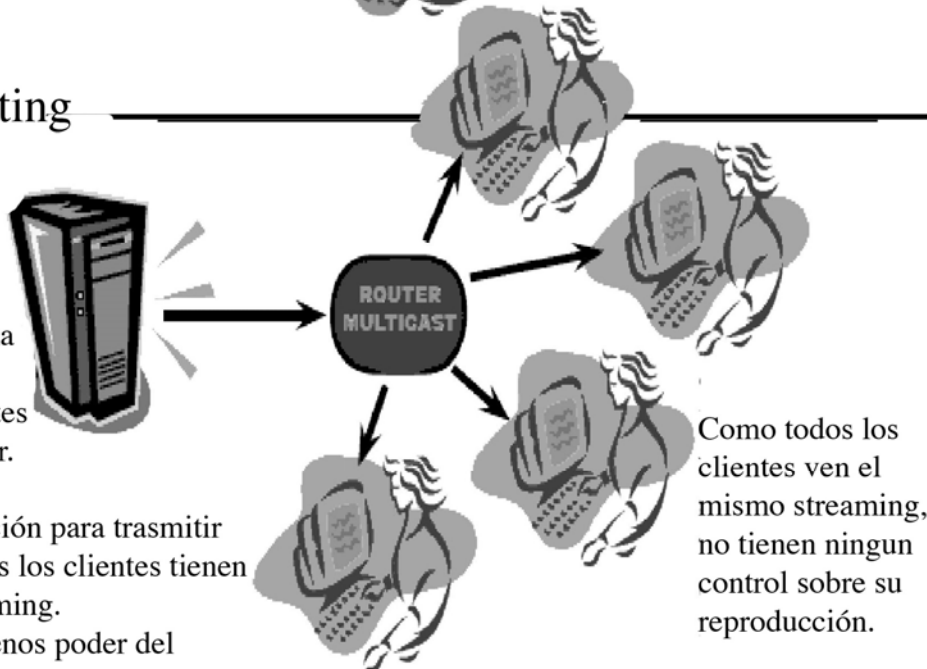 ting
ROUTER
MULTICAST
a
tes
r.
ión para trasmitir
s los clientes tienen
ming.
enos poder del
Como todos los
clientes ven el
mismo streaming,
no tienen ningun
control sobre su
reproducción.